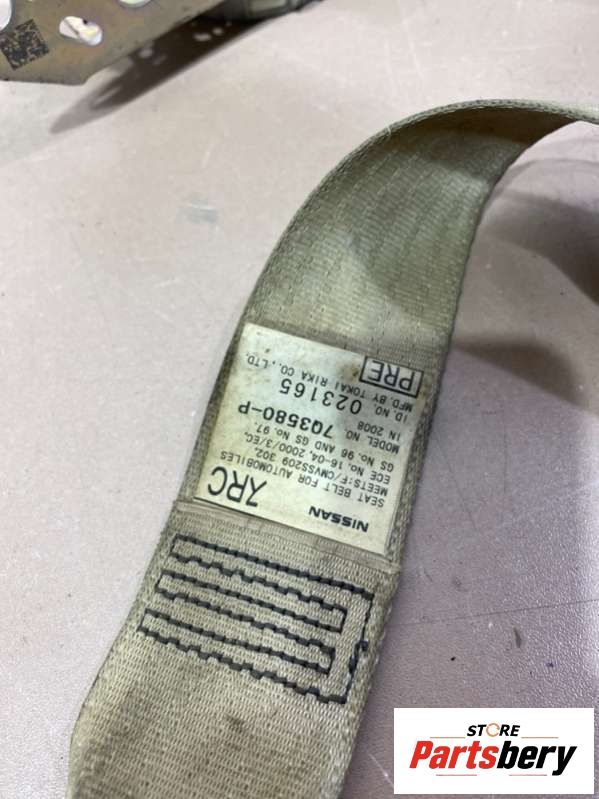 NISSAN
SEAT BELT FOR AUTOMOBILES
MEETS:F/CMVSS209 302,
ECE No. 16-04, 2000/3/EC,
GS No. 96 AND GS No. 97.
MODEL NO. 7Q3580-P
IN 2008
ID.NO. 023165
MFD. BY TOKAI RIKA CO., LTD.
PRE
STORE
Partsbery